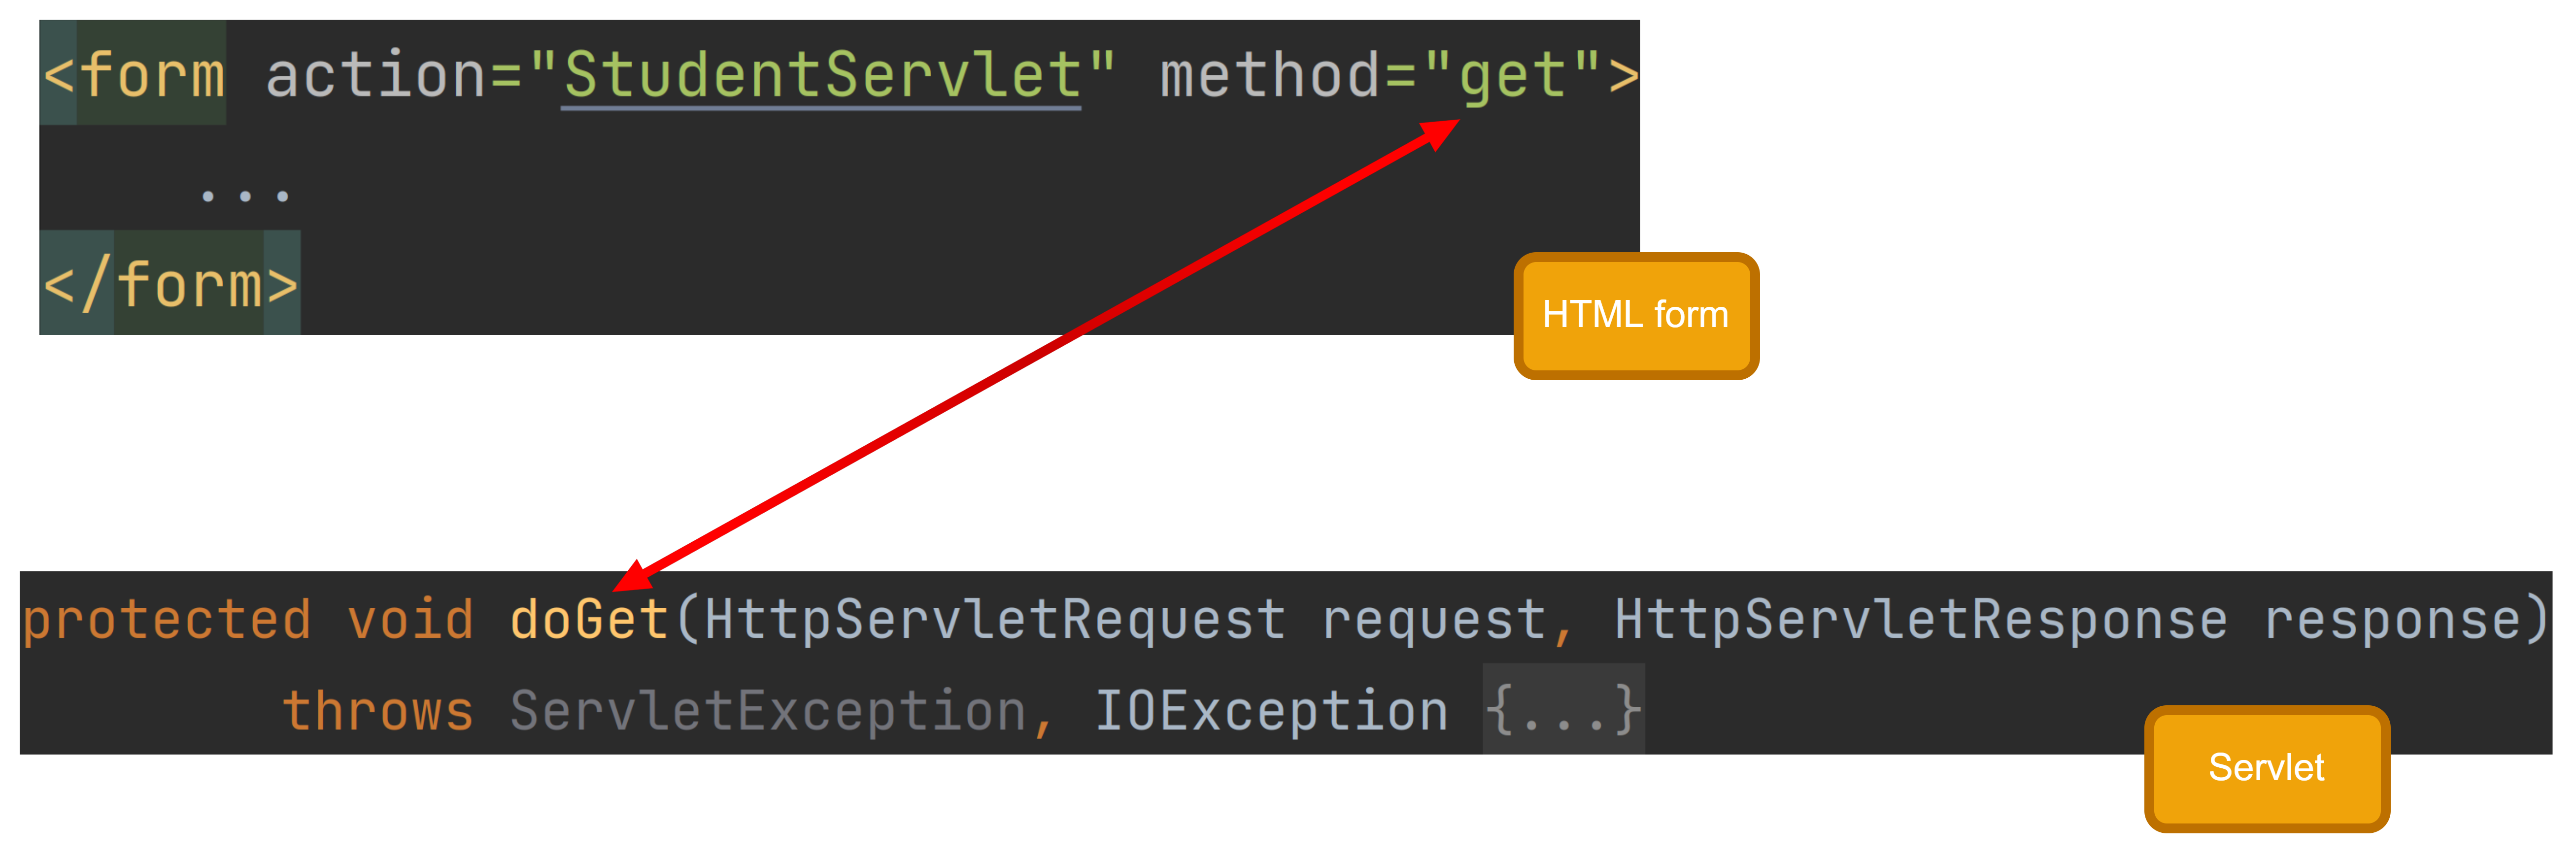 <form action="StudentServlet" method="get">
...
</form>
HTML form
protected void doGet(HttpServletRequest request, HttpServletResponse response)
throws ServletException, IOException {...}
Servlet